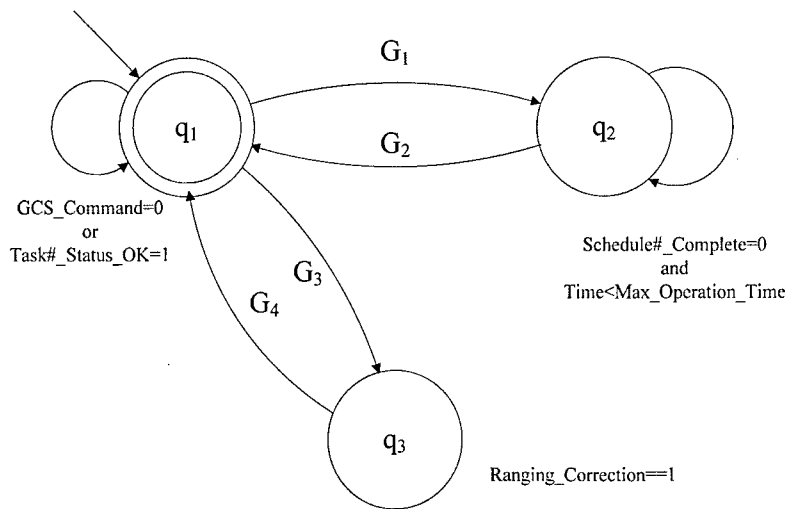 G1
q1
q2
G2
GCS_Command=0
or
Task#_Status_OK=1
Schedule#_Complete=0
and
Time<Max_Operation_Time
G3
G4
q3
Ranging_Correction==1